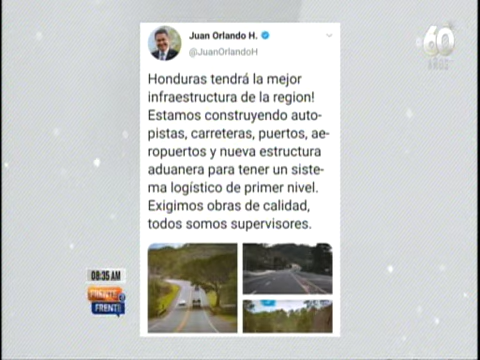 Juan Orlando H.
@JuanOrlandoH
60
AÑOS
Honduras tendrá la mejor
infraestructura de la region!
Estamos construyendo auto-
pistas, carreteras, puertos, ae-
ropuertos y nueva estructura
aduanera para tener un siste-
ma logístico de primer nivel.
Exigimos obras de calidad,
todos somos supervisores.
08:35 AM
FRENTE a
FRENTE